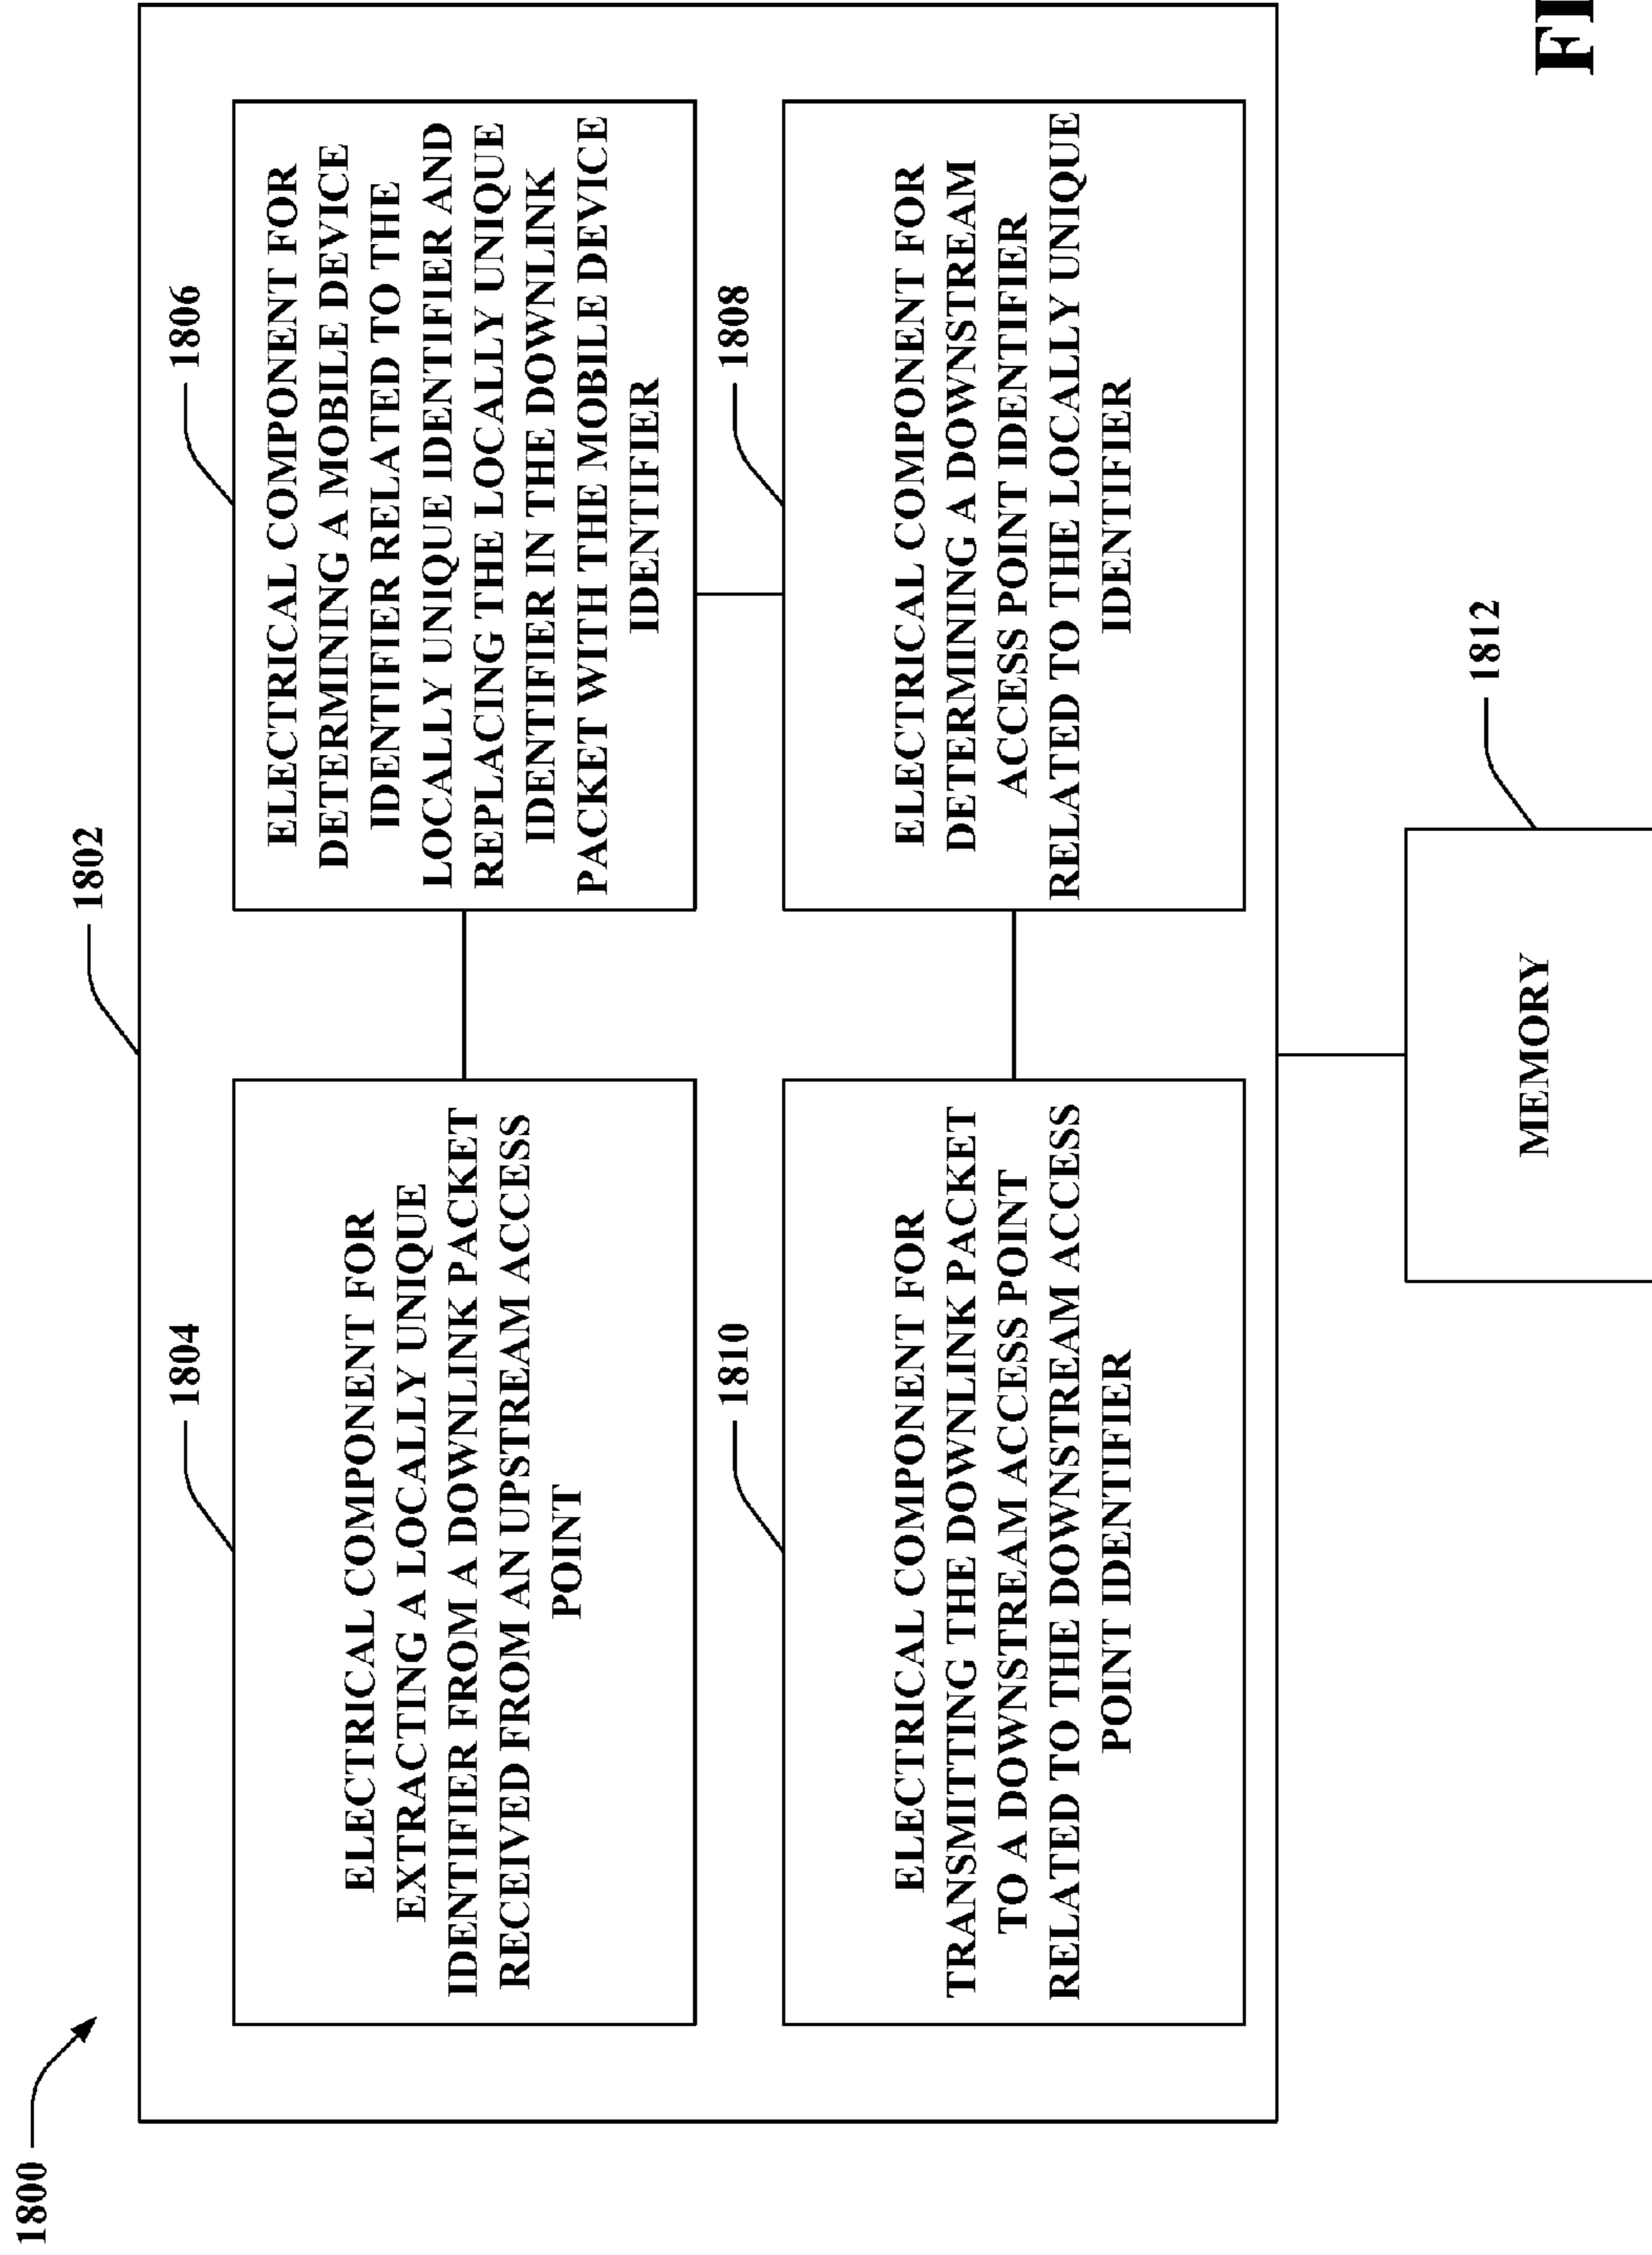 1800
1802
1804
ELECTRICAL COMPONENT FOR
EXTRACTING A LOCALLY UNIQUE
IDENTIFIER FROM A DOWNLINK PACKET
RECEIVED FROM AN UPSTREAM ACCESS
POINT
1806
ELECTRICAL COMPONENT FOR
DETERMINING A MOBILE DEVICE
IDENTIFIER RELATED TO THE
LOCALLY UNIQUE IDENTIFIER AND
REPLACING THE LOCALLY UNIQUE
IDENTIFIER IN THE DOWNLINK
PACKET WITH THE MOBILE DEVICE
IDENTIFIER
1810
ELECTRICAL COMPONENT FOR
TRANSMITTING THE DOWNLINK PACKET
TO A DOWNSTREAM ACCESS POINT
RELATED TO THE DOWNSTREAM ACCESS
POINT IDENTIFIER
1808
ELECTRICAL COMPONENT FOR
DETERMINING A DOWNSTREAM
ACCESS POINT IDENTIFIER
RELATED TO THE LOCALLY UNIQUE
IDENTIFIER
1812
MEMORY